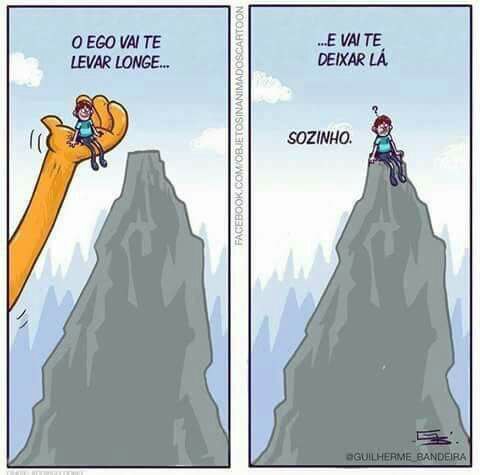 O EGO VAI TE
LEVAR LONGE...
FACEBOOK.COM/OBJETOSINANIMADOSCARTOON
...E VAI TE
DEIXAR LÁ.
?
SOZINHO.
@GUILHERME_BANDEIRA